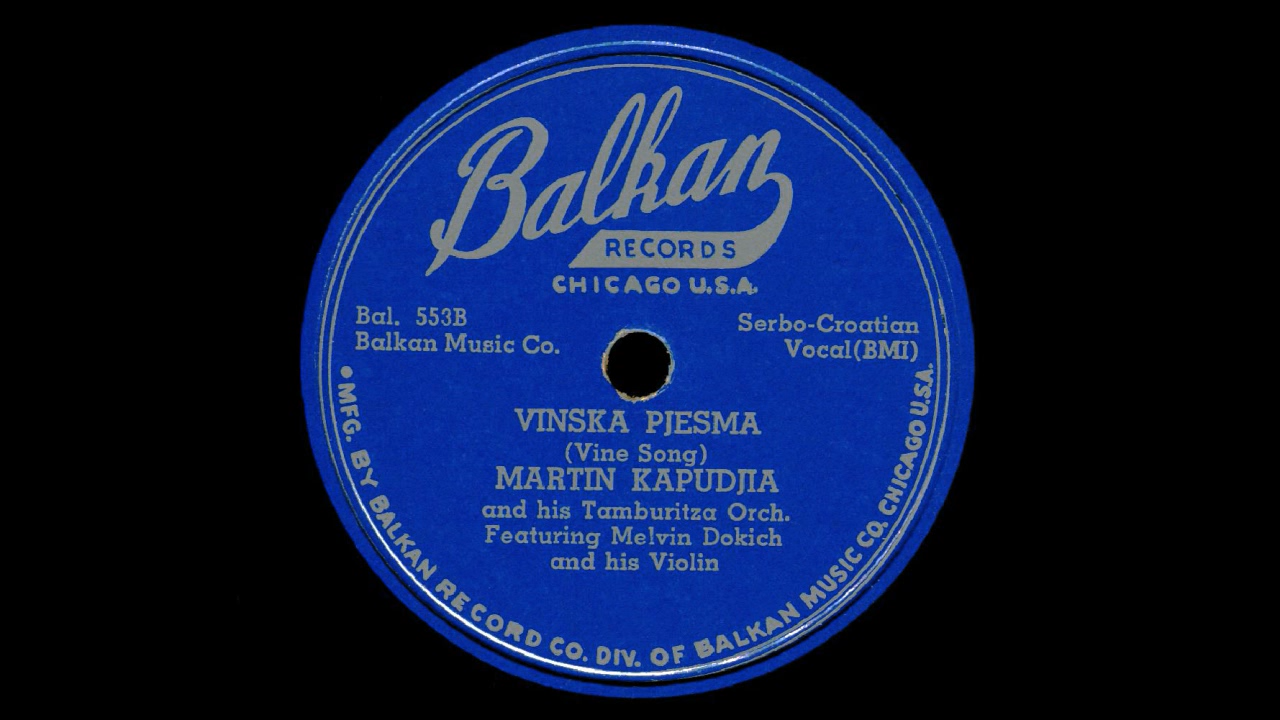 Balkan
RECORDS
CHICAGO U.S.A.
Bal. 553B
Balkan Music Co.
Serbo-Croatian
Vocal(BMI)
VINSKA PJESMA
(Vine Song)
MARTIN KAPUDJIA
and his Tamburitza Orch.
Featuring Melvin Dokich
and his Violin
•MFG. BY BALKAN RECORD CO. DIV. OF BALKAN MUSIC CO. CHICAGO U.S.A.